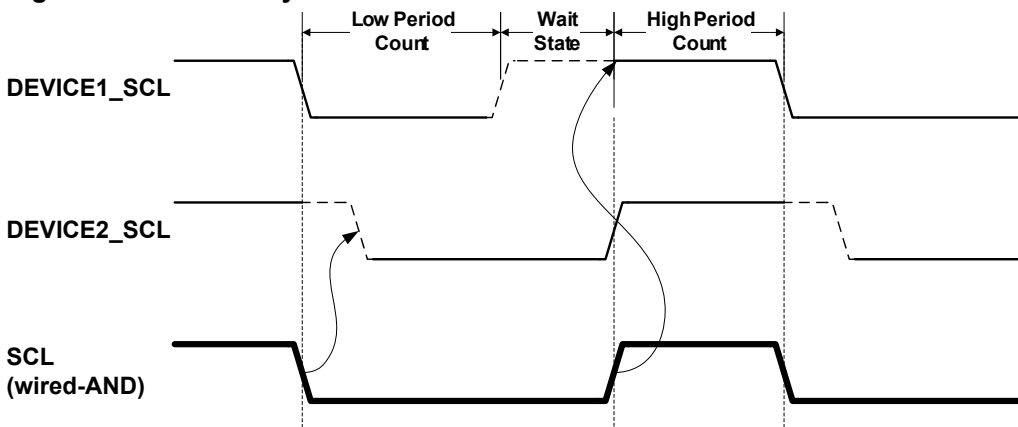 Low Period
Count
Wait
State
High Period
Count
DEVICE1_SCL
DEVICE2_SCL
SCL
(wired-AND)